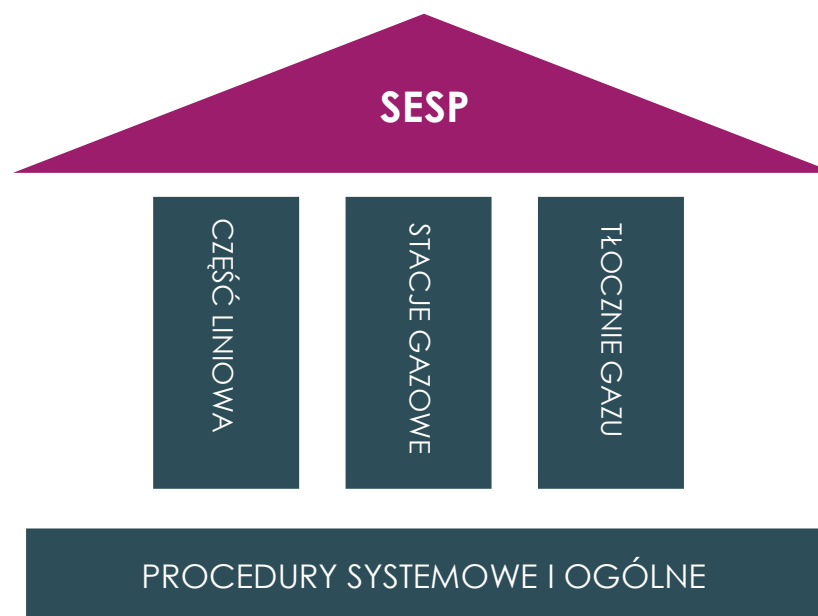 SESP
CZĘŚĆ LINIOWA
STACJE GAZOWE
TŁOCZNIE GAZU
PROCEDURY SYSTEMOWE I OGÓLNE